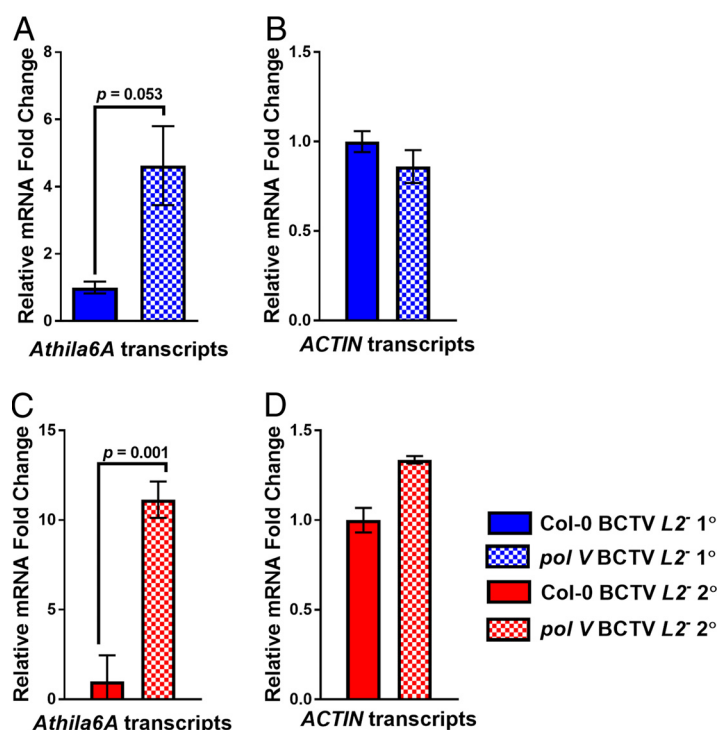 A
Relative mRNA Fold Change
8
6
4
2
0
p = 0.053
Athila6A transcripts
B
Relative mRNA Fold Change
1.5
1.0
0.5
0.0
ACTIN transcripts
C
Relative mRNA Fold Change
15
10
5
0
p = 0.001
Athila6A transcripts
D
Relative mRNA Fold Change
1.5
1.0
0.5
0.0
ACTIN transcripts
Col-0 BCTV L2⁻ 1°
pol V BCTV L2⁻ 1°
Col-0 BCTV L2⁻ 2°
pol V BCTV L2⁻ 2°